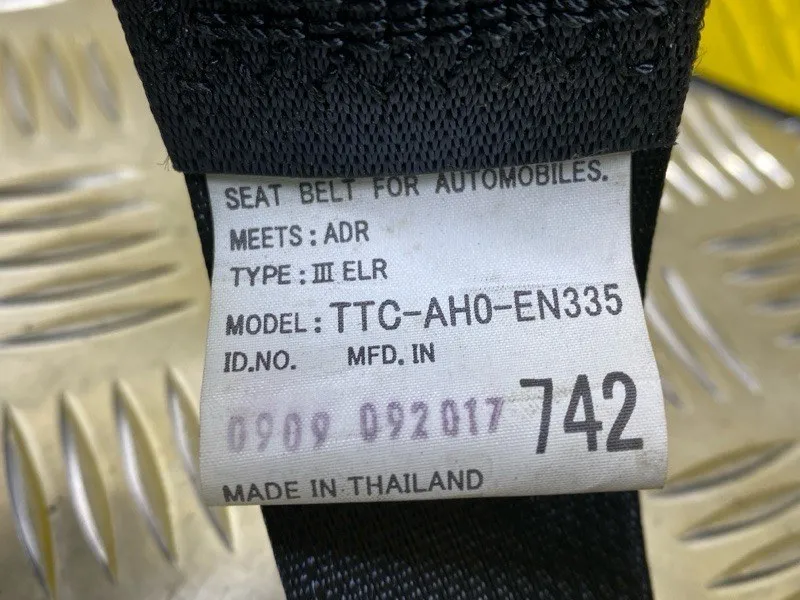 SEAT BELT FOR AUTOMOBILES.
MEETS: ADR
TYPE: III ELR
MODEL: TTC-AH0-EN335
ID.NO. MFD. IN
0909 092017 742
MADE IN THAILAND